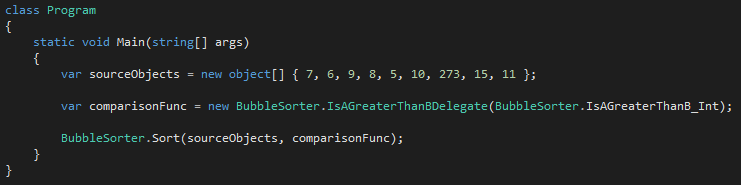 class Program
{
static void Main(string[] args)
{
var sourceObjects = new object[] { 7, 6, 9, 8, 5, 10, 273, 15, 11 };
var comparisonFunc = new BubbleSorter.IsAGreaterThanBDelegate(BubbleSorter.IsAGreaterThanB_Int);
BubbleSorter.Sort(sourceObjects, comparisonFunc);
}
}